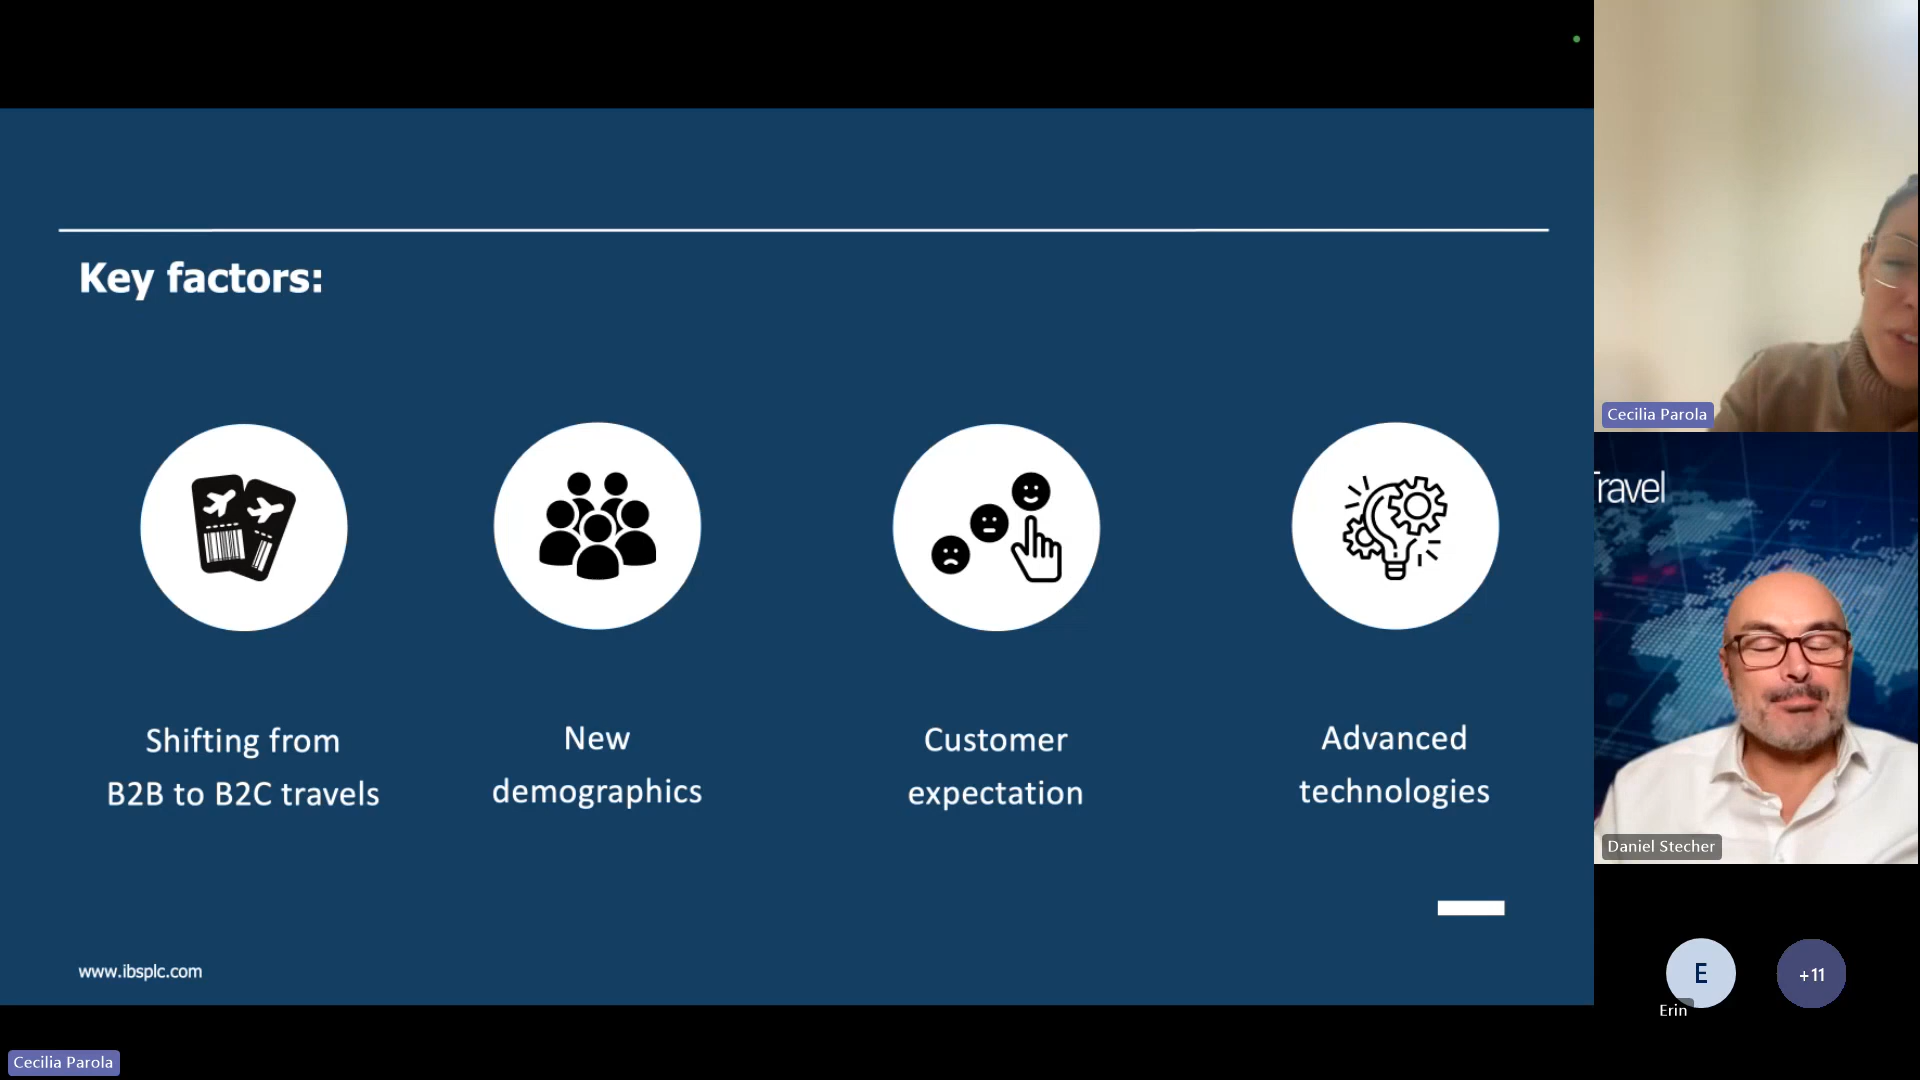 Key factors:
Shifting from
B2B to B2C travels
New
demographics
Customer
expectation
Advanced
technologies
www.ibsplc.com
Cecilia Parola
Cecilia Parola
Travel
Daniel Stecher
E
Erin
+11